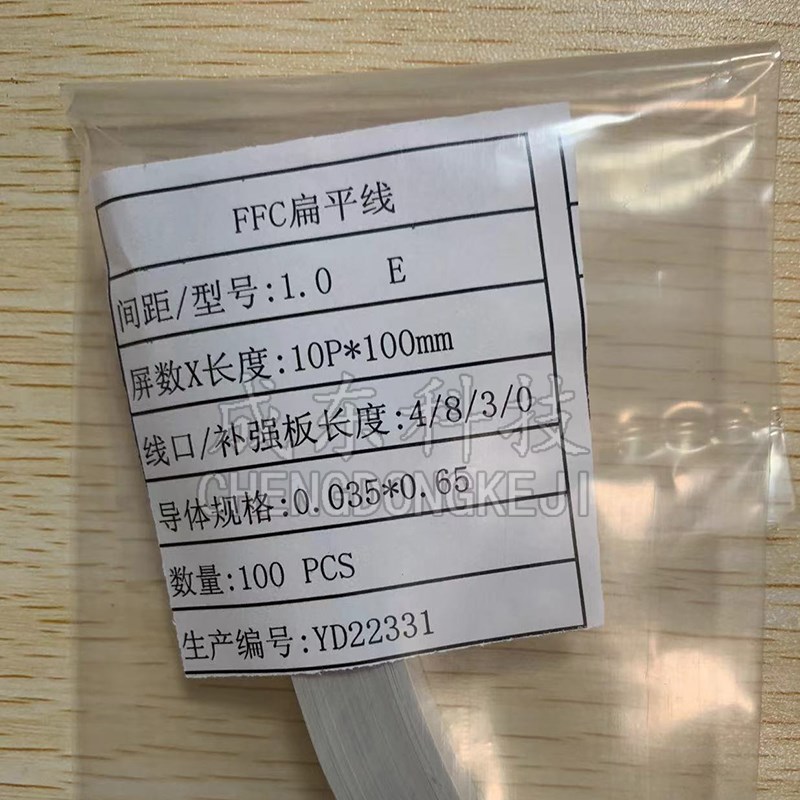 FFC扁平线
间距/型号:1.0 E
屏数X长度:10P*100mm
线口/补强板长度:4/8/3/0
成东科技
CHENGDONGKEJI
导体规格:0.035*0.65
数量:100 PCS
生产编号:YD22331